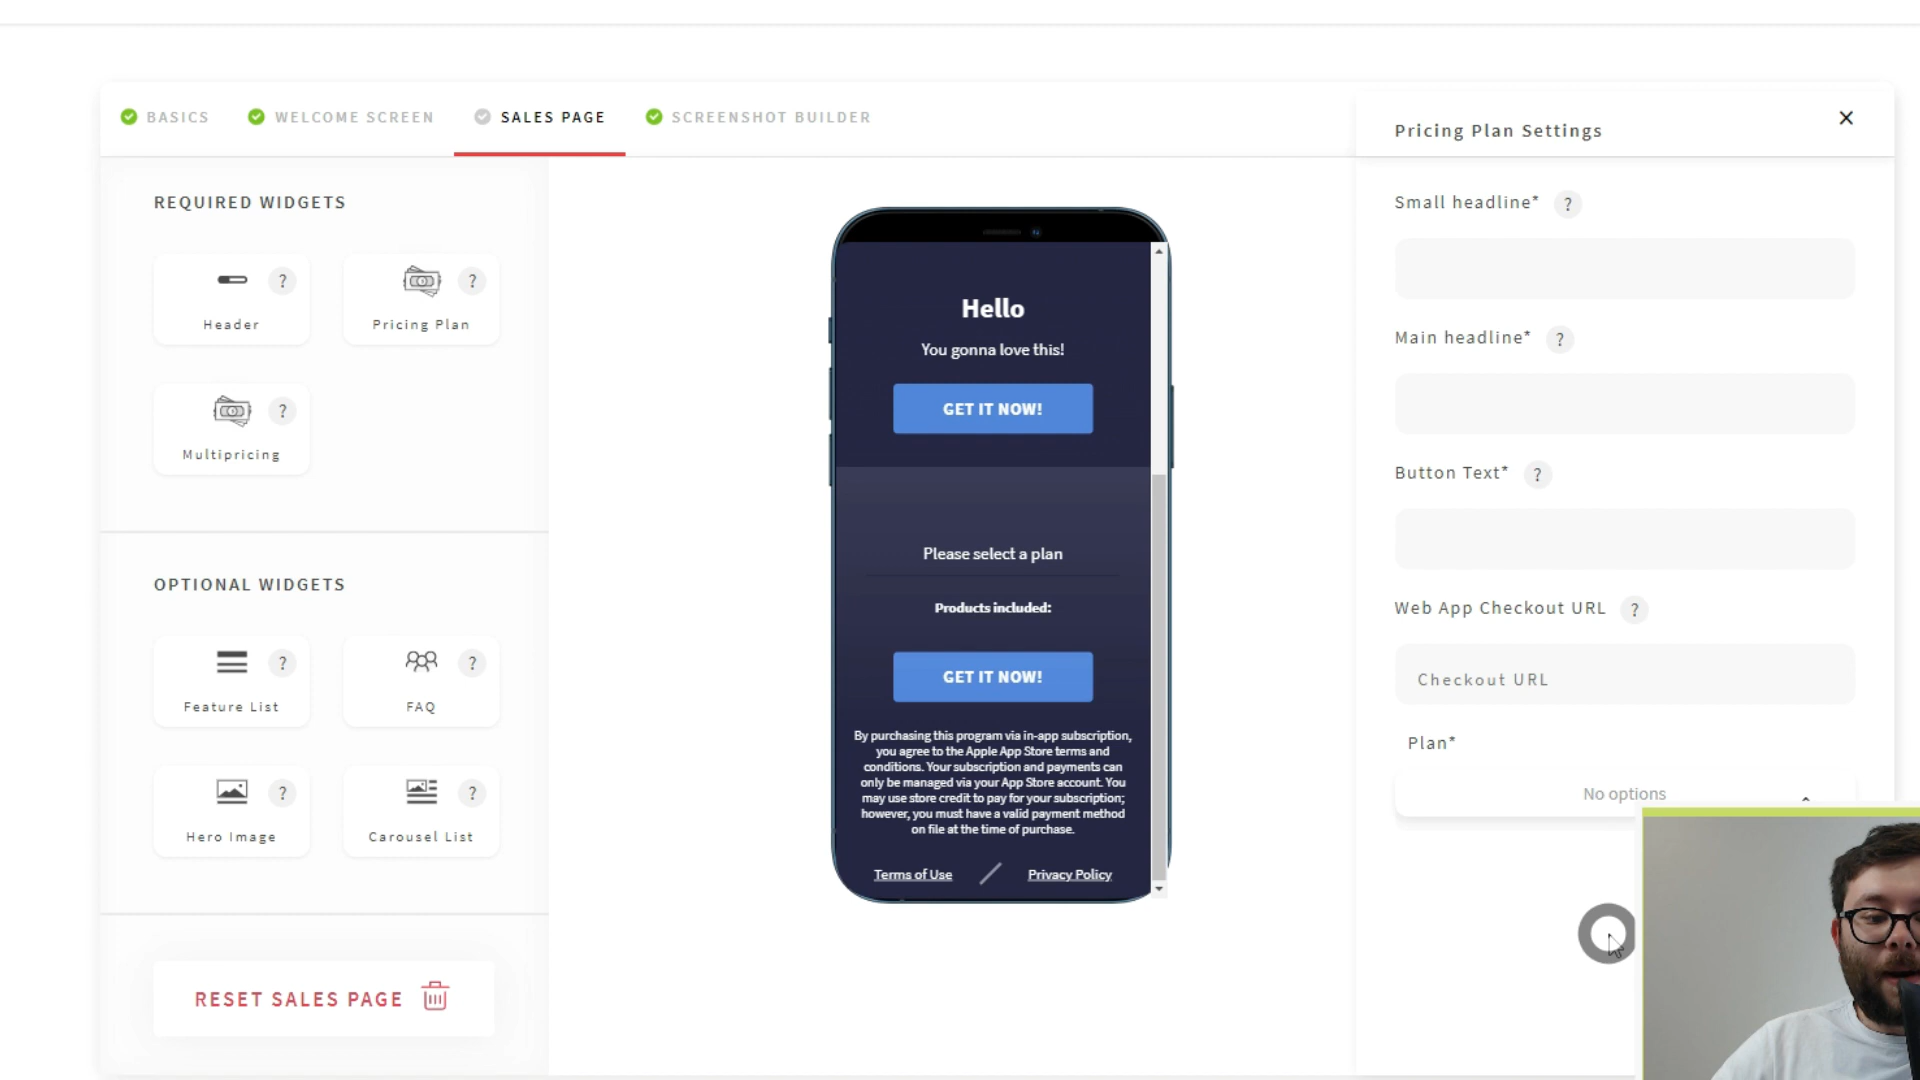 BASICS
WELCOME SCREEN
SALES PAGE
SCREENSHOT BUILDER
REQUIRED WIDGETS
?
Header
?
Pricing Plan
?
Multipricing
OPTIONAL WIDGETS
?
Feature List
?
FAQ
?
Hero Image
?
Carousel List
RESET SALES PAGE
Hello
You gonna love this!
GET IT NOW!
Please select a plan
Products included:
GET IT NOW!
By purchasing this program via in-app subscription,
you agree to the Apple App Store terms and
conditions. Your subscription and payments can
only be managed via your App Store account. You
may use store credit to pay for your subscription;
however, you must have a valid payment method
on file at the time of purchase.
Terms of Use
Privacy Policy
Pricing Plan Settings
Small headline* ?
Main headline* ?
Button Text* ?
Web App Checkout URL ?
Checkout URL
Plan*
No options